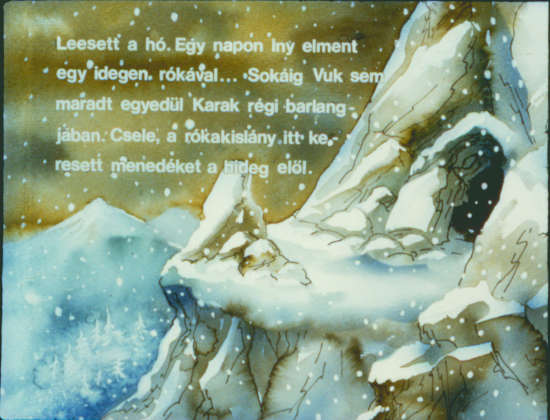 Leesett a hó. Egy napon Iny elment
egy idegen rókával... Sokáig Vuk sem
maradt egyedül Karak régi barlang-
jában. Csele, a rókakislány itt ke-
resett menedéket a hideg elől.